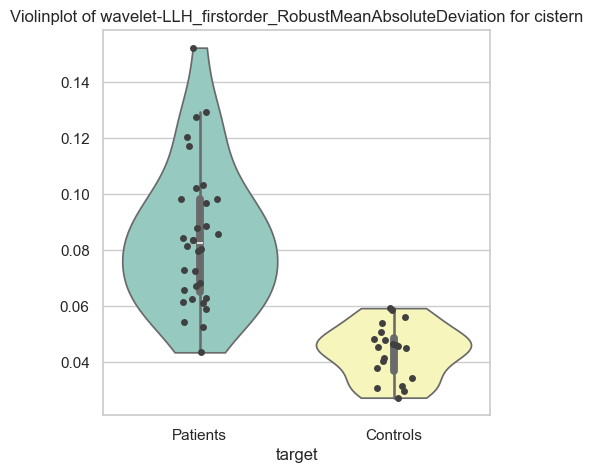 Violinplot of wavelet-LLH_firstorder_RobustMeanAbsoluteDeviation for cistern
0.14
0.12
0.10
0.08
0.06
0.04
Patients Controls
target